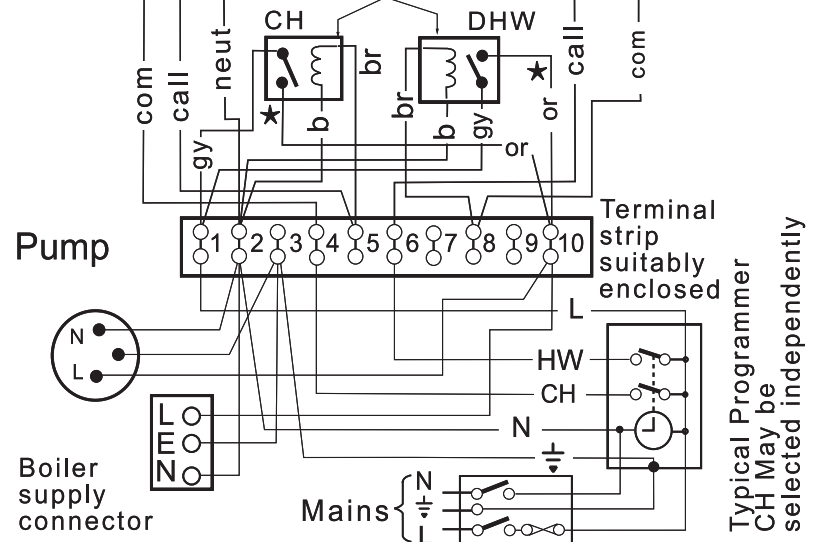 CH
DHW
com
call
neut
br
br
call
com
★
★
or
b
b
gy
gy
or
1
2
3
4
5
6
7
8
9
10
Terminal
strip
suitably
enclosed
Pump
N
L
L
HW
CH
N
L
E
N
Boiler
supply
connector
Mains
N
L
Typical Programmer
CH May be
selected independently